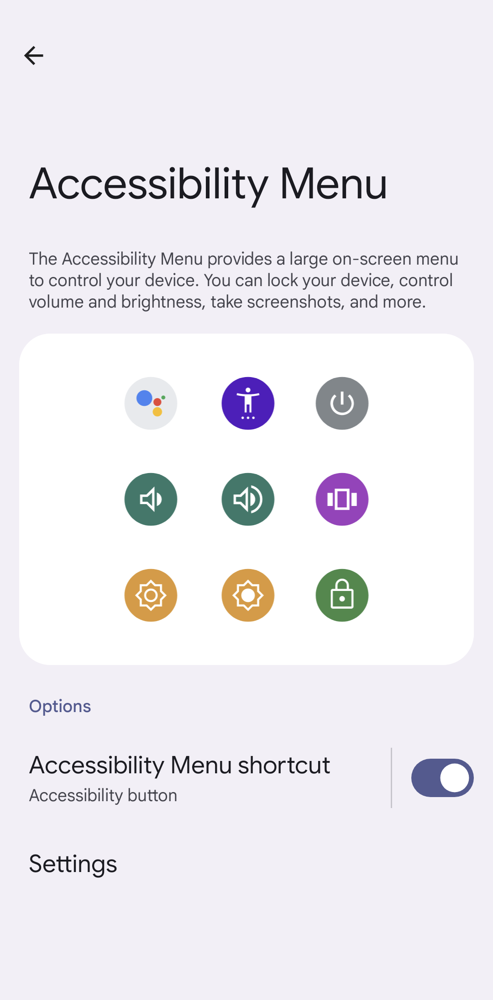 Accessibility Menu
The Accessibility Menu provides a large on-screen menu
to control your device. You can lock your device, control
volume and brightness, take screenshots, and more.
Options
Accessibility Menu shortcut
Accessibility button
Settings